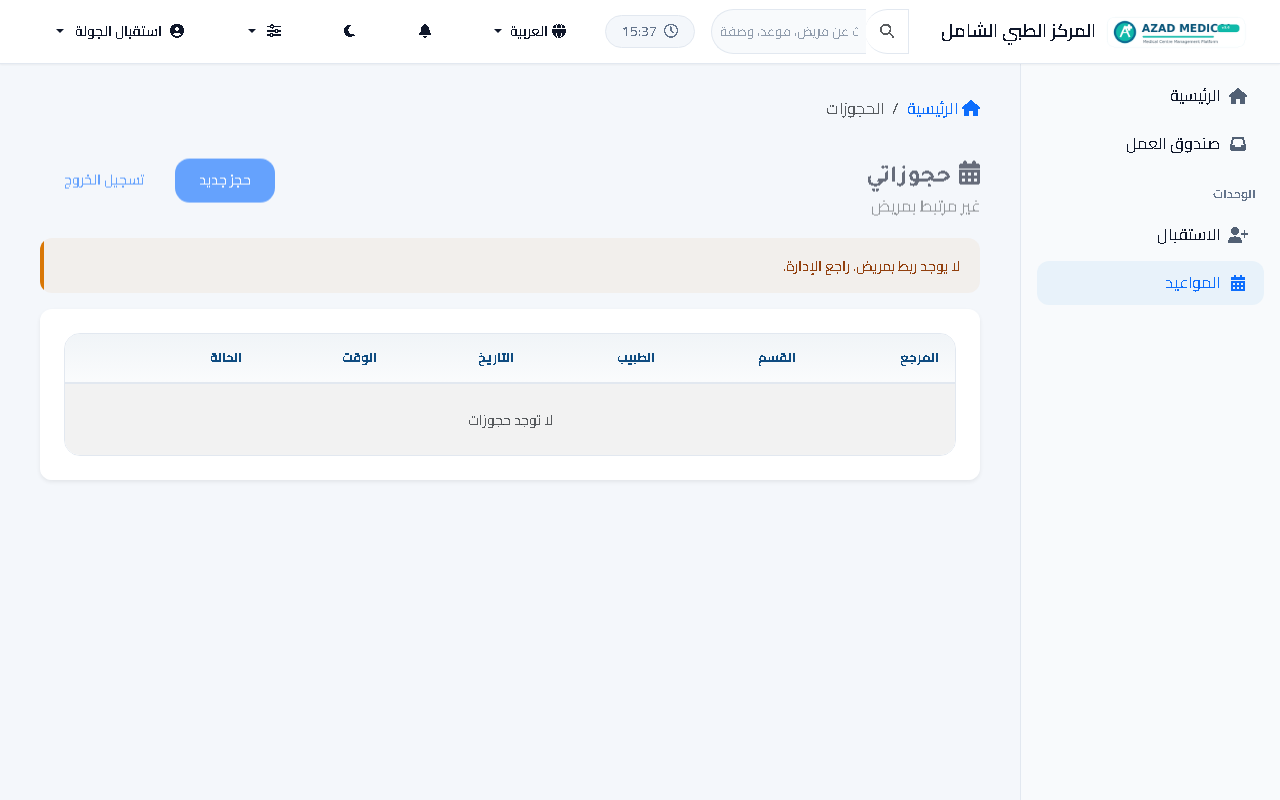 AZAD MEDIC
Medical Centre Management Platform
المركز الطبي الشامل
ث عن مريض، موعد، وصفة
15:37
العربية
استقبال الجولة
الرئيسية
صندوق العمل
الوحدات
الاستقبال
المواعيد
الرئيسية / الحجوزات
حجوزاتي
غير مرتبط بمريض
حجز جديد
تسجيل الخروج
لا يوجد ربط بمريض. راجع الإدارة.
المرجع القسم الطبيب التاريخ الوقت الحالة
لا توجد حجوزات